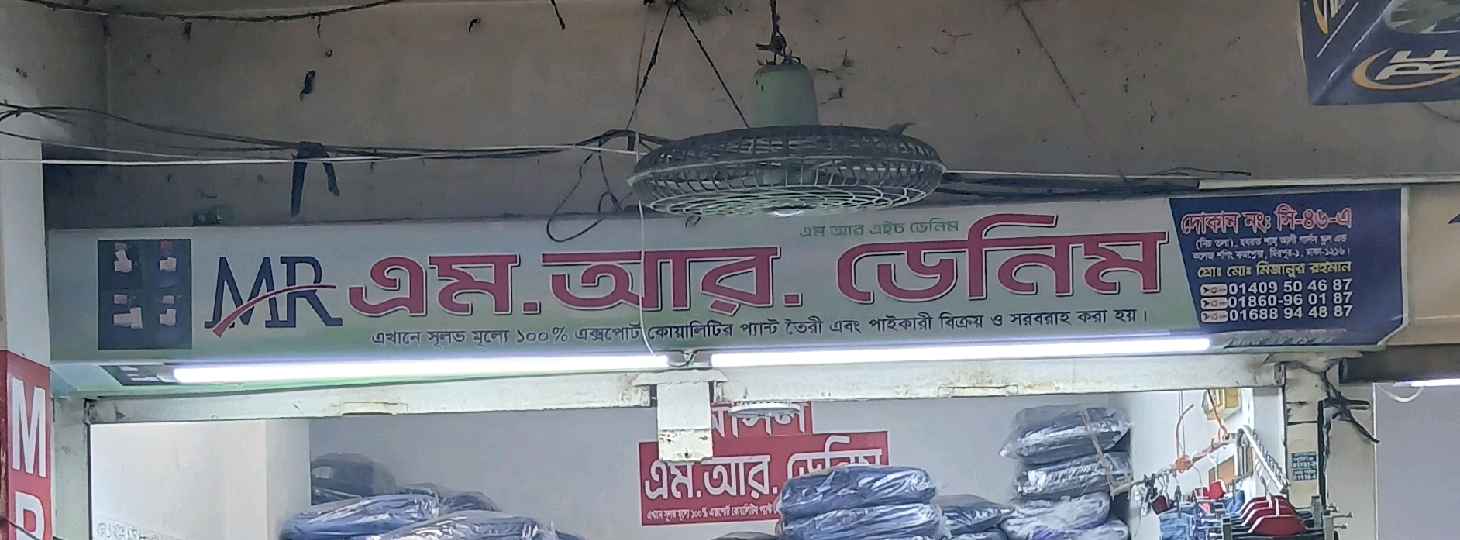 এম আর এইচ ডেনিম
MR এম.আর. ডেনিম
এখানে সুলভ মূল্যে ১০০% এক্সপোর্ট কোয়ালিটির প্যান্ট তৈরী এবং পাইকারী বিক্রয় ও সরবরাহ করা হয়।
দোকান নং: সি-৪৬-এ
প্রোঃ মোঃ মিজানুর রহমান
01409 50 46 87
01860-96 01 87
01688 94 48 87
এম.আর. ডেনিম
M